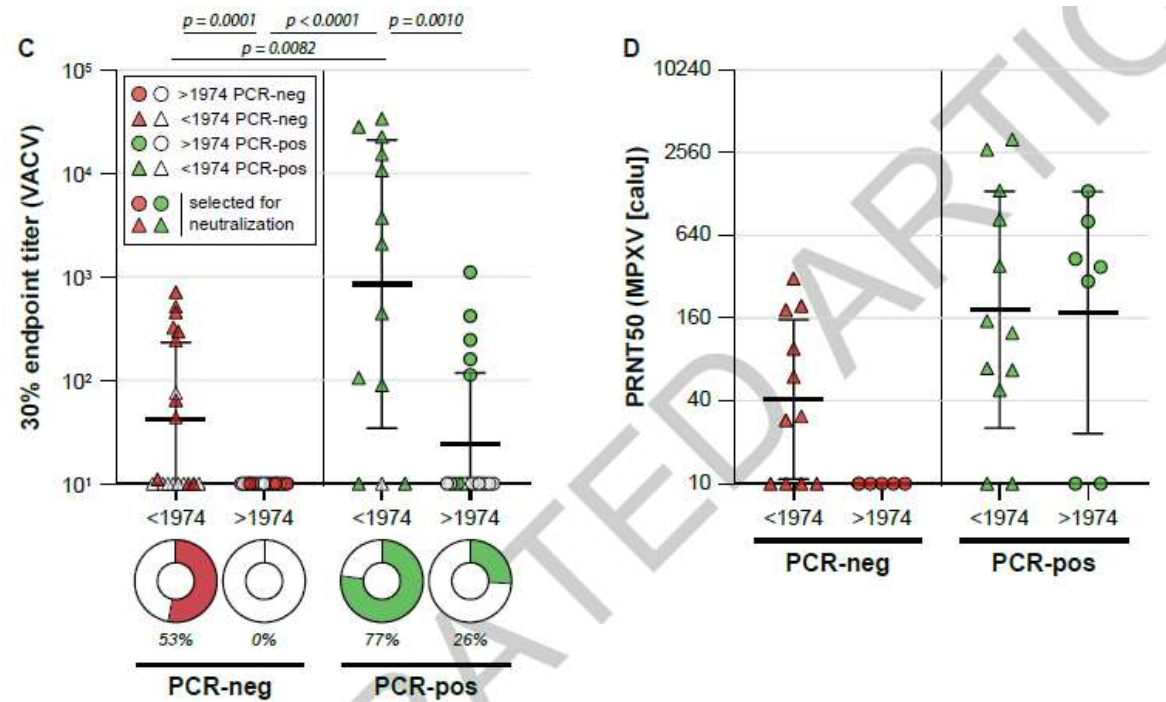 p = 0.0001 p < 0.0001 p = 0.0010
p = 0.0082
C
30% endpoint titer (VACV)
10⁵
10⁴
10³
10²
10¹
>1974 PCR-neg
<1974 PCR-neg
>1974 PCR-pos
<1974 PCR-pos
selected for
neutralization
<1974 >1974 <1974 >1974
53% 0% 77% 26%
PCR-neg PCR-pos
D
PRNT50 (MPXV [calu])
10240
2560
640
160
40
10
<1974 >1974 <1974 >1974
PCR-neg PCR-pos
ATED ARTIC